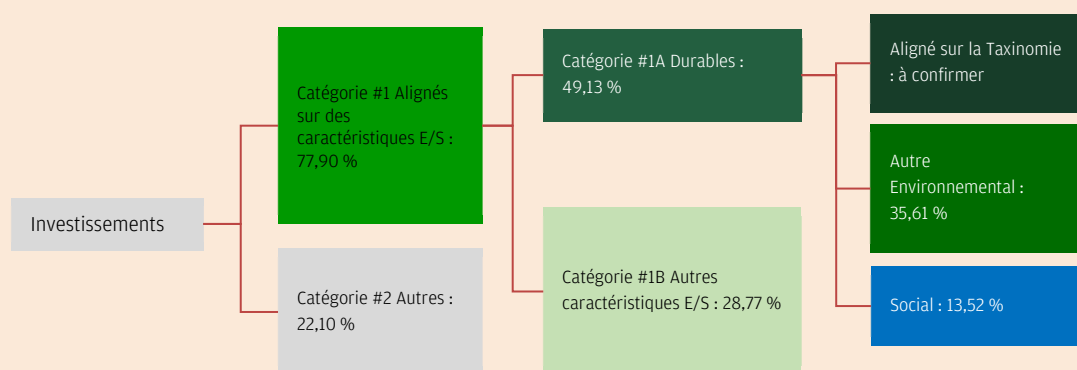 Investissements
Catégorie #1 Alignés
sur des
caractéristiques E/S :
77,90 %
Catégorie #2 Autres :
22,10 %
Catégorie #1A Durables :
49,13 %
Catégorie #1B Autres
caractéristiques E/S : 28,77 %
Aligné sur la Taxinomie
: à confirmer
Autre
Environnemental :
35,61 %
Social : 13,52 %